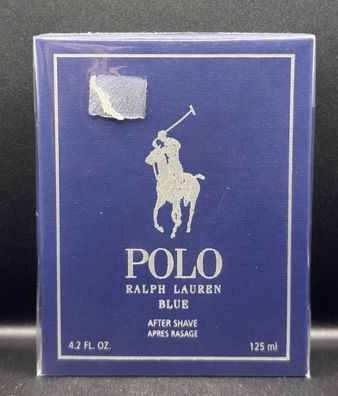 POLO
RALPH LAUREN
BLUE
AFTER SHAVE
APRES RASAGE
4.2 FL. OZ. 125 ml